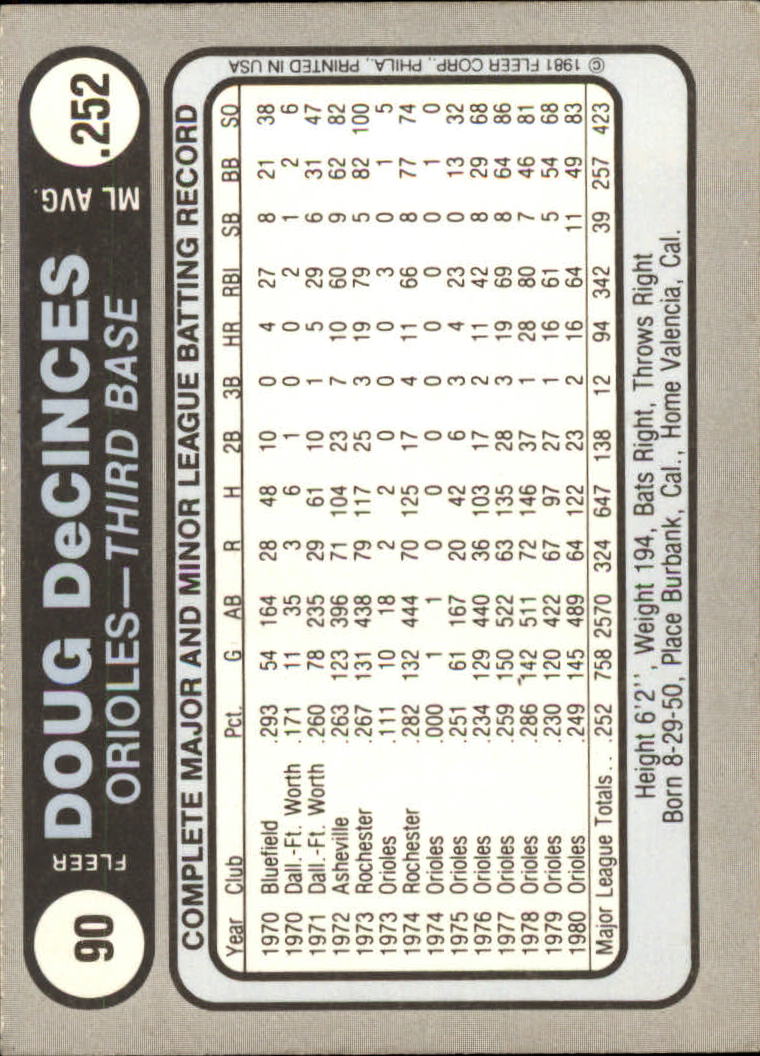 90
FLEER
DOUG DeCINCES
ORIOLES—THIRD BASE
ML AVG.
.252
COMPLETE MAJOR AND MINOR LEAGUE BATTING RECORD
Year Club Pct. G AB R H 2B 3B HR RBI SB BB SO
1970 Bluefield .293 54 164 28 48 10 0 4 27 8 21 38
1970 Dall.-Ft. Worth .171 11 35 3 6 1 0 0 2 1 2 6
1971 Dall.-Ft. Worth .260 78 235 29 61 10 1 5 29 6 31 47
1972 Asheville .263 123 396 71 104 23 7 10 60 9 62 82
1973 Rochester .267 131 438 79 117 25 3 19 79 5 82 100
1973 Orioles .111 10 18 2 2 0 0 0 3 0 1 5
1974 Rochester .282 132 444 70 125 17 4 11 66 8 77 74
1974 Orioles .000 1 1 0 0 0 0 0 0 0 1 0
1975 Orioles .251 61 167 20 42 6 3 4 23 0 13 32
1976 Orioles .234 129 440 36 103 17 2 11 42 8 29 68
1977 Orioles .259 150 522 63 135 28 3 19 69 8 64 86
1978 Orioles .286 142 511 72 146 37 1 28 80 7 46 81
1979 Orioles .230 120 422 67 97 27 1 16 61 5 54 68
1980 Orioles .249 145 489 64 122 23 2 16 64 11 49 83
Major League Totals . . .252 758 2570 324 647 138 12 94 342 39 257 423
Height 6'2'', Weight 194, Bats Right, Throws Right
Born 8-29-50, Place Burbank, Cal., Home Valencia, Cal.
© 1981 FLEER CORP., PHILA., PRINTED IN USA